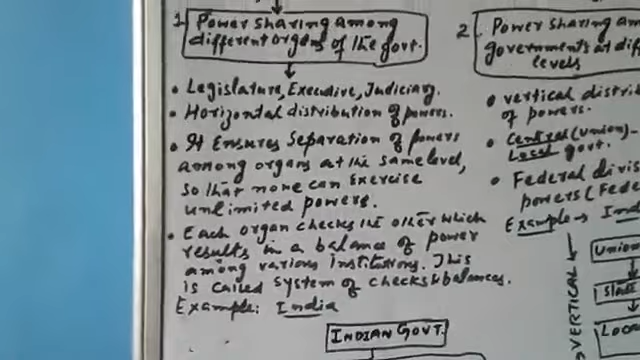 1. Power sharing among
different organs of the govt.
• Legislature, Executive, Judiciary.
• Horizontal distribution of powers.
• It Ensures Separation of powers
among organs at the same level,
so that none can Exercise
unlimited powers.
• Each organ checks the other which
results in a balance of power
among various institutions. This
is called system of checks & balances.
Example: India
INDIAN GOVT.
2. Power sharing am
governments at dif
levels
• vertical distrib
of powers.
• Central (union) -
Local govt.
• Federal divis
powers (Fede
Example → Ind
VERTICAL
Union
State
Loca